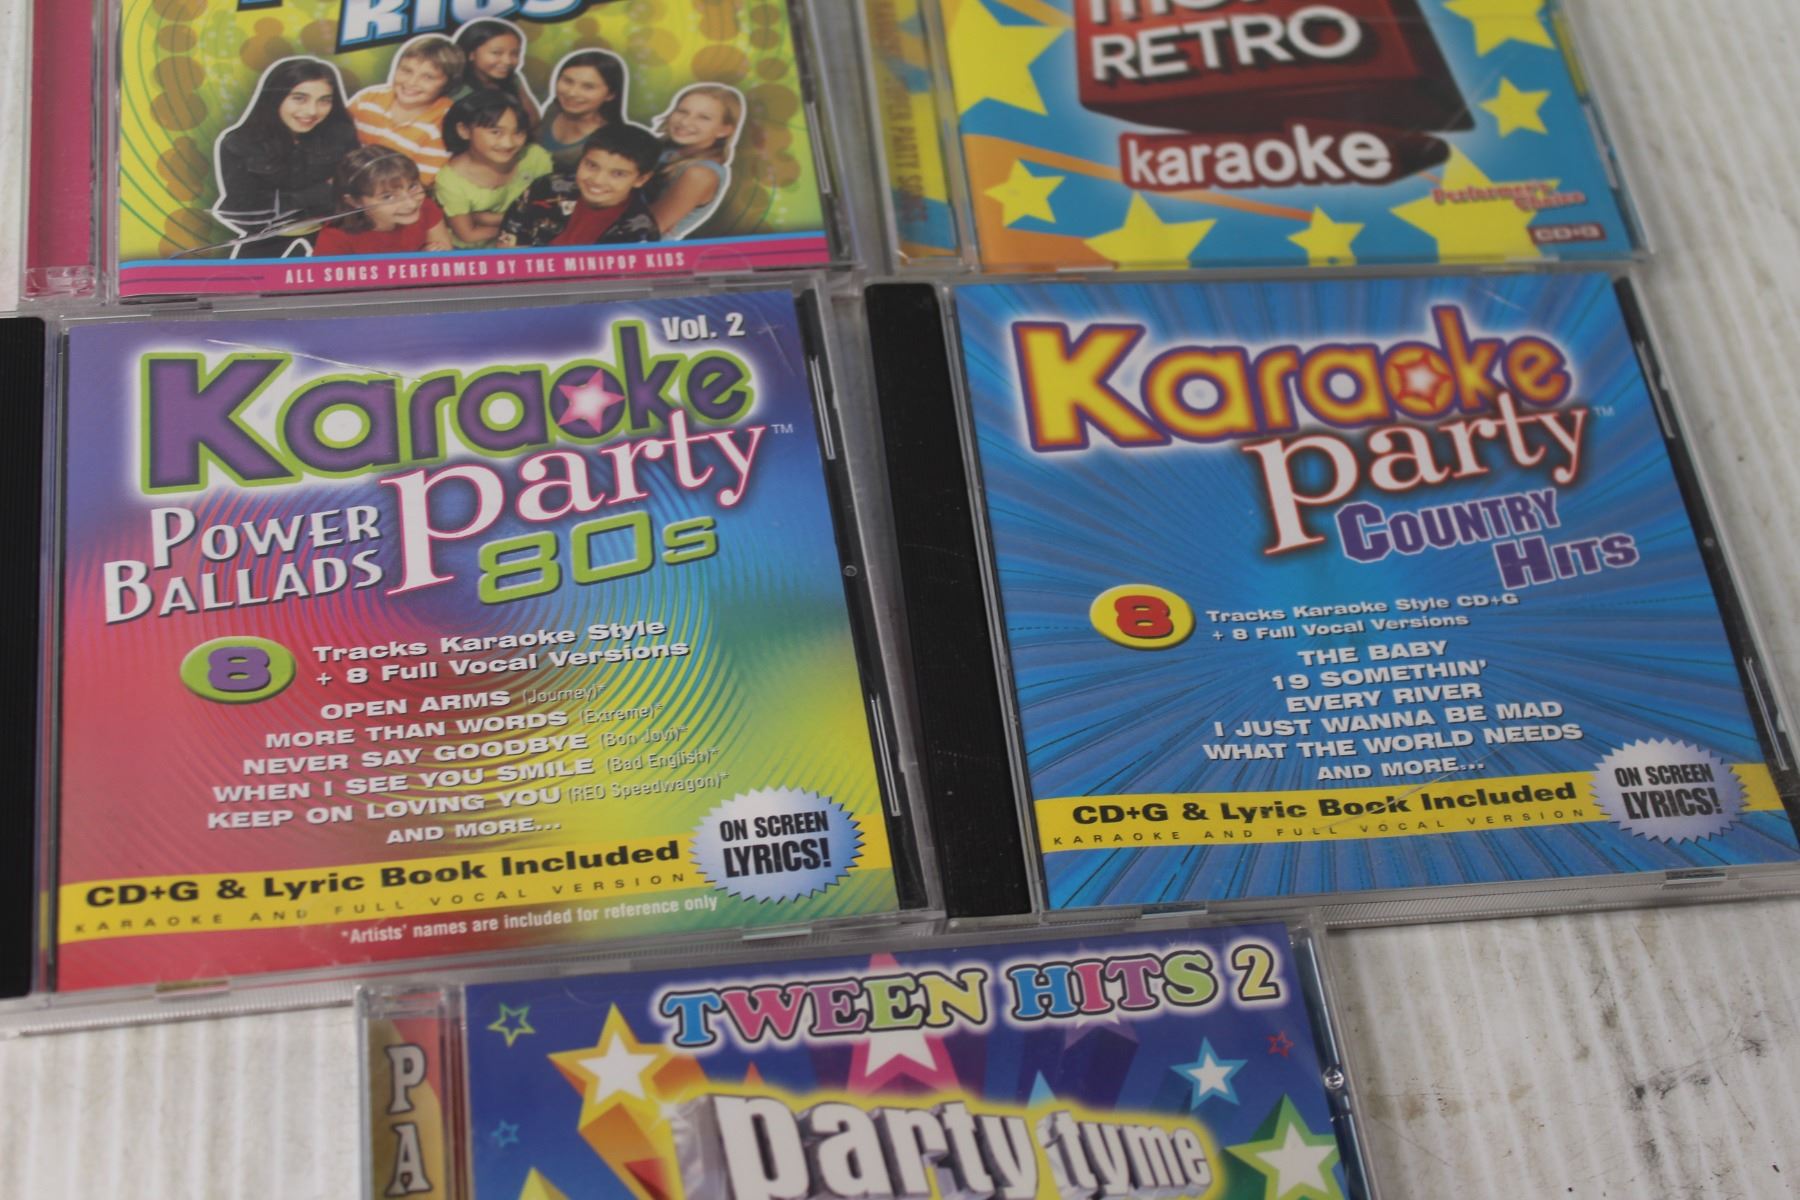 KIDS
ALL SONGS PERFORMED BY THE MINIPOP KIDS
RETRO
karaoke
Performer's Choice
CD+G
PARTY SONGS
Vol. 2
Karaoke
party™
POWER
BALLADS
80s
8 Tracks Karaoke Style
+ 8 Full Vocal Versions
OPEN ARMS (Journey)*
MORE THAN WORDS (Extreme)*
NEVER SAY GOODBYE (Bon Jovi)*
WHEN I SEE YOU SMILE (Bad English)*
KEEP ON LOVING YOU (REO Speedwagon)*
AND MORE...
ON SCREEN
LYRICS!
CD+G & Lyric Book Included
KARAOKE AND FULL VOCAL VERSION
*Artists' names are included for reference only
Karaoke
party™
COUNTRY
HITS
8 Tracks Karaoke Style CD+G
+ 8 Full Vocal Versions
THE BABY
19 SOMETHIN'
EVERY RIVER
I JUST WANNA BE MAD
WHAT THE WORLD NEEDS
AND MORE...
ON SCREEN
LYRICS!
CD+G & Lyric Book Included
KARAOKE AND FULL VOCAL VERSION
TWEEN HITS 2
PA
party tyme